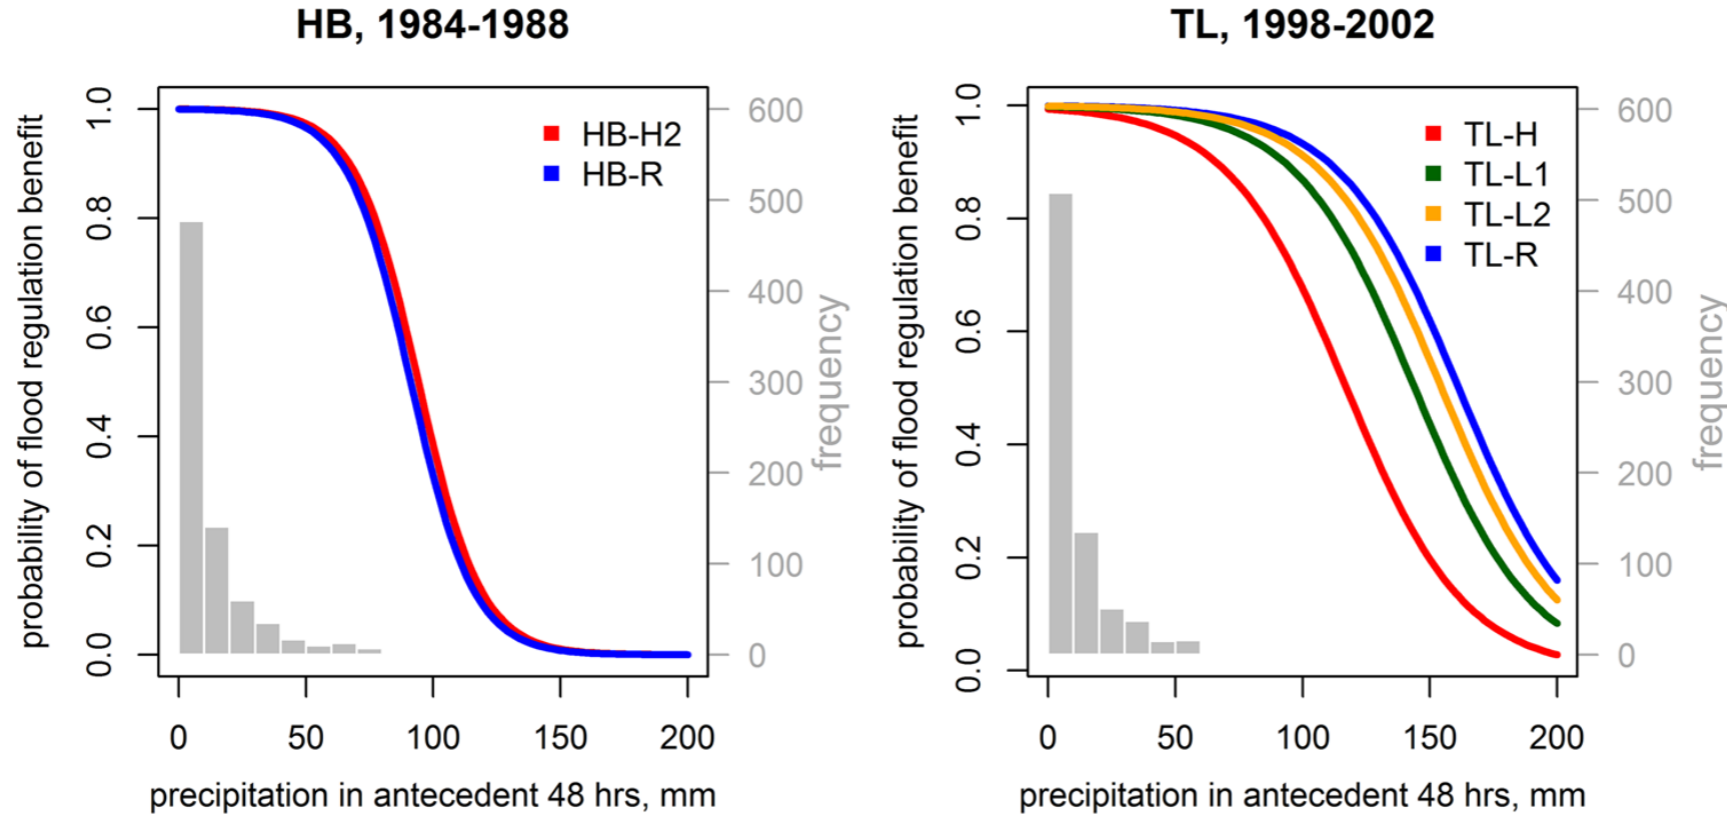 HB, 1984-1988
probability of flood regulation benefit
1.0
0.8
0.6
0.4
0.2
0.0
HB-H2
HB-R
600
500
400
300
200
100
0
frequency
0 50 100 150 200
precipitation in antecedent 48 hrs, mm
TL, 1998-2002
probability of flood regulation benefit
1.0
0.8
0.6
0.4
0.2
0.0
TL-H
TL-L1
TL-L2
TL-R
600
500
400
300
200
100
0
frequency
0 50 100 150 200
precipitation in antecedent 48 hrs, mm